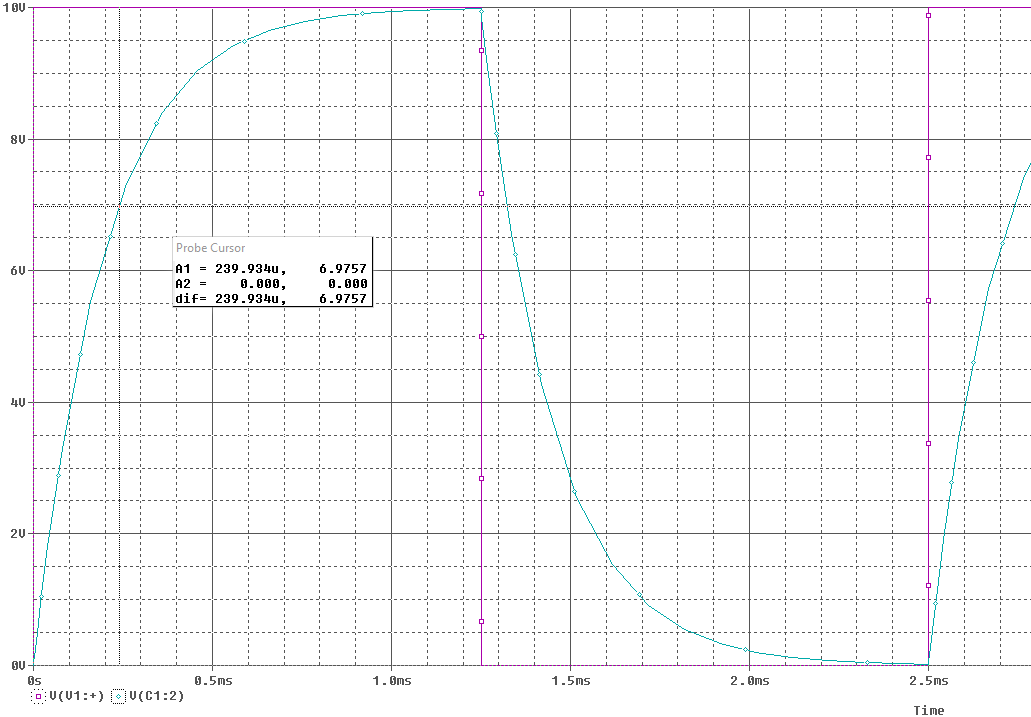 10V
8V
6V
4V
2V
0V
Probe Cursor
A1 = 239.934u, 6.9757
A2 = 0.000, 0.000
dif= 239.934u, 6.9757
0s 0.5ms 1.0ms 1.5ms 2.0ms 2.5ms
V(V1:+) V(C1:2)
Time